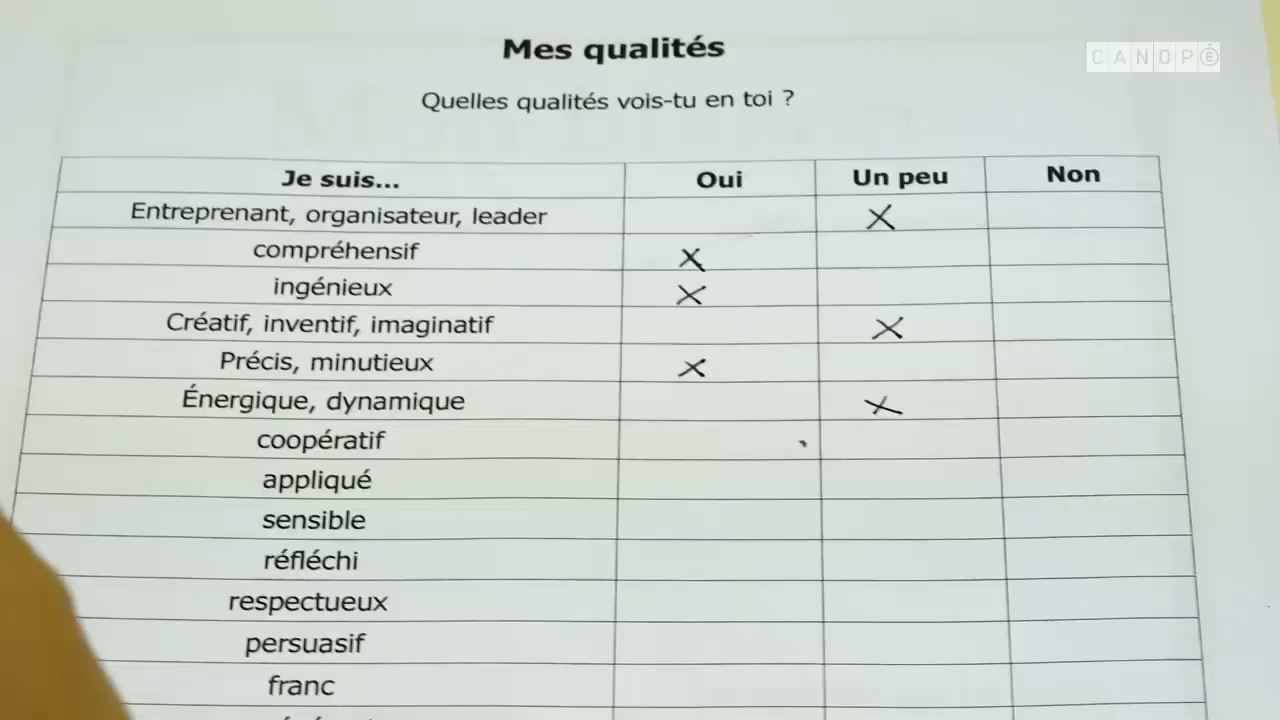 Mes qualités
CANOPÉ
Quelles qualités vois-tu en toi ?
Je suis... Oui Un peu Non
Entreprenant, organisateur, leader X
compréhensif X
ingénieux X
Créatif, inventif, imaginatif X
Précis, minutieux X
Énergique, dynamique X
coopératif
appliqué
sensible
réfléchi
respectueux
persuasif
franc